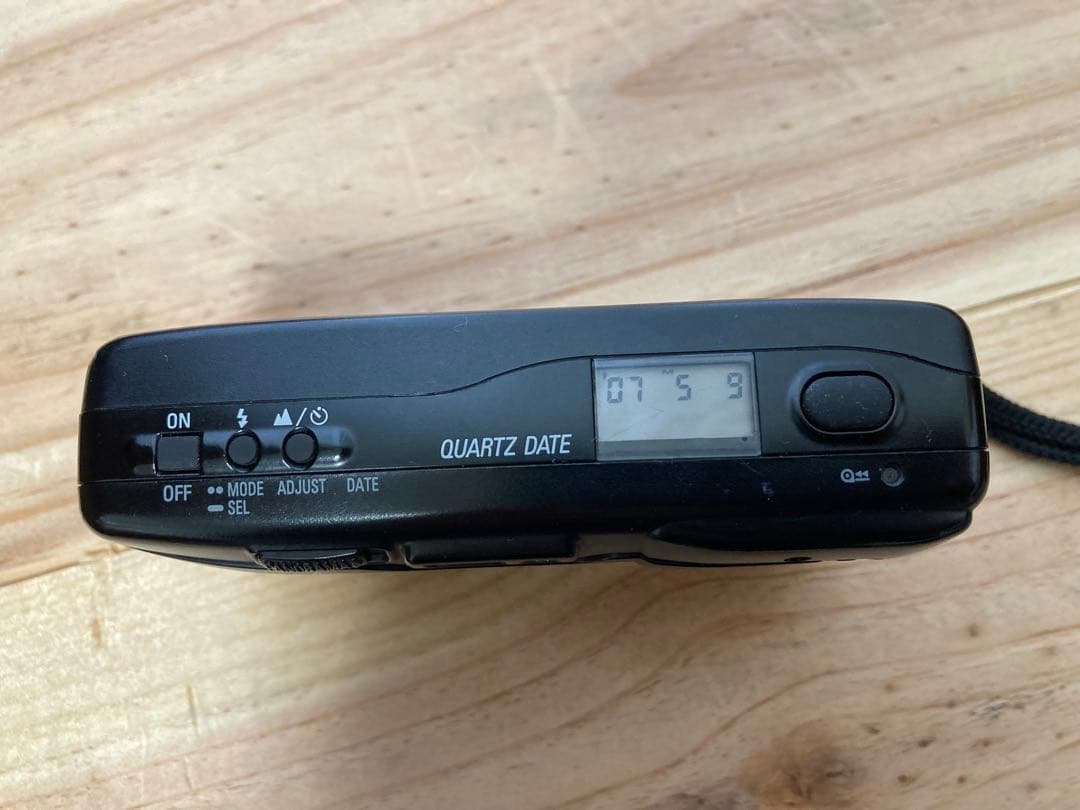 ON
OFF
MODE ADJUST DATE
SEL
QUARTZ DATE
'07 M 5 9